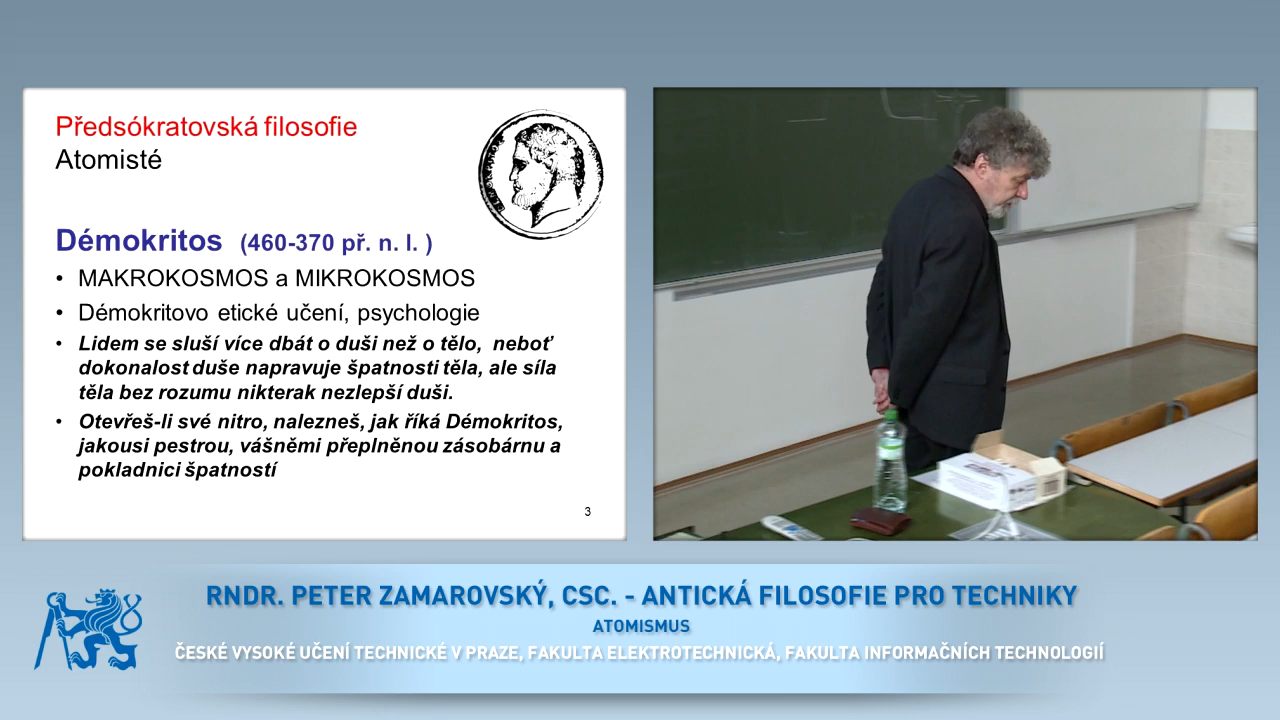 Předsókratovská filosofie
Atomisté
Démokritos (460-370 př. n. l. )
• MAKROKOSMOS a MIKROKOSMOS
• Démokritovo etické učení, psychologie
• Lidem se sluší více dbát o duši než o tělo, neboť
dokonalost duše napravuje špatnosti těla, ale síla
těla bez rozumu nikterak nezlepší duši.
• Otevřeš-li své nitro, nalezneš, jak říká Démokritos,
jakousi pestrou, vášněmi přeplněnou zásobárnu a
pokladnici špatností
3
RNDR. PETER ZAMAROVSKÝ, CSC. - ANTICKÁ FILOSOFIE PRO TECHNIKY
ATOMISMUS
ČESKÉ VYSOKÉ UČENÍ TECHNICKÉ V PRAZE, FAKULTA ELEKTROTECHNICKÁ, FAKULTA INFORMAČNÍCH TECHNOLOGIÍ